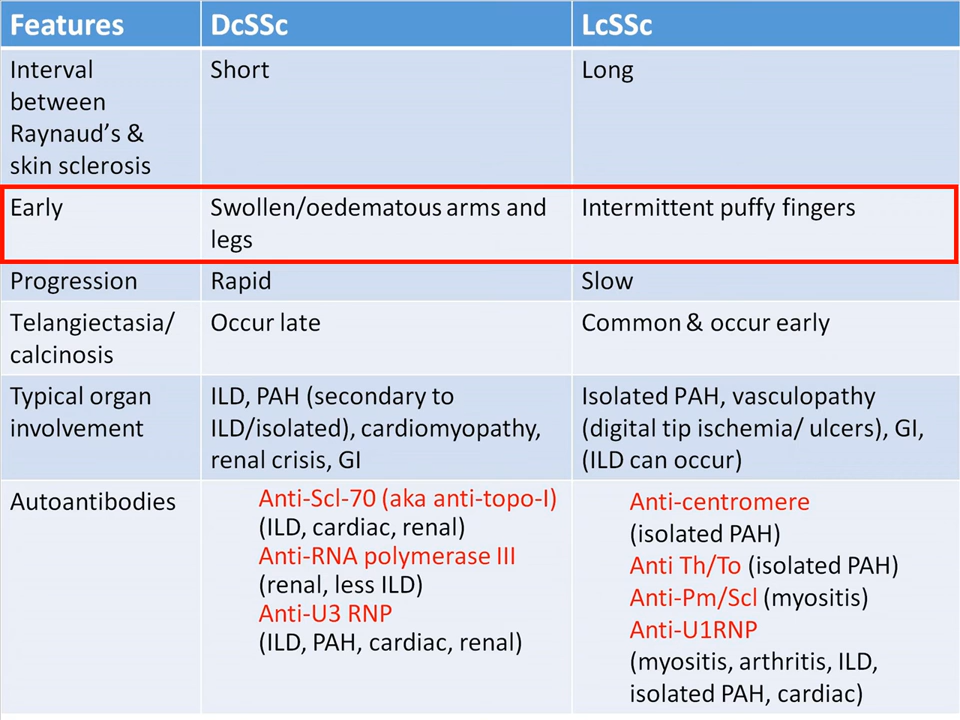 Features
DcSSc
LcSSc
Interval
between
Raynaud's &
skin sclerosis
Short
Long
Early
Swollen/oedematous arms and
legs
Intermittent puffy fingers
Progression
Rapid
Slow
Telangiectasia/
calcinosis
Occur late
Common & occur early
Typical organ
involvement
ILD, PAH (secondary to
ILD/isolated), cardiomyopathy,
renal crisis, GI
Isolated PAH, vasculopathy
(digital tip ischemia/ ulcers), GI,
(ILD can occur)
Autoantibodies
Anti-Scl-70 (aka anti-topo-I)
(ILD, cardiac, renal)
Anti-RNA polymerase III
(renal, less ILD)
Anti-U3 RNP
(ILD, PAH, cardiac, renal)
Anti-centromere
(isolated PAH)
Anti Th/To (isolated PAH)
Anti-Pm/Scl (myositis)
Anti-U1RNP
(myositis, arthritis, ILD,
isolated PAH, cardiac)